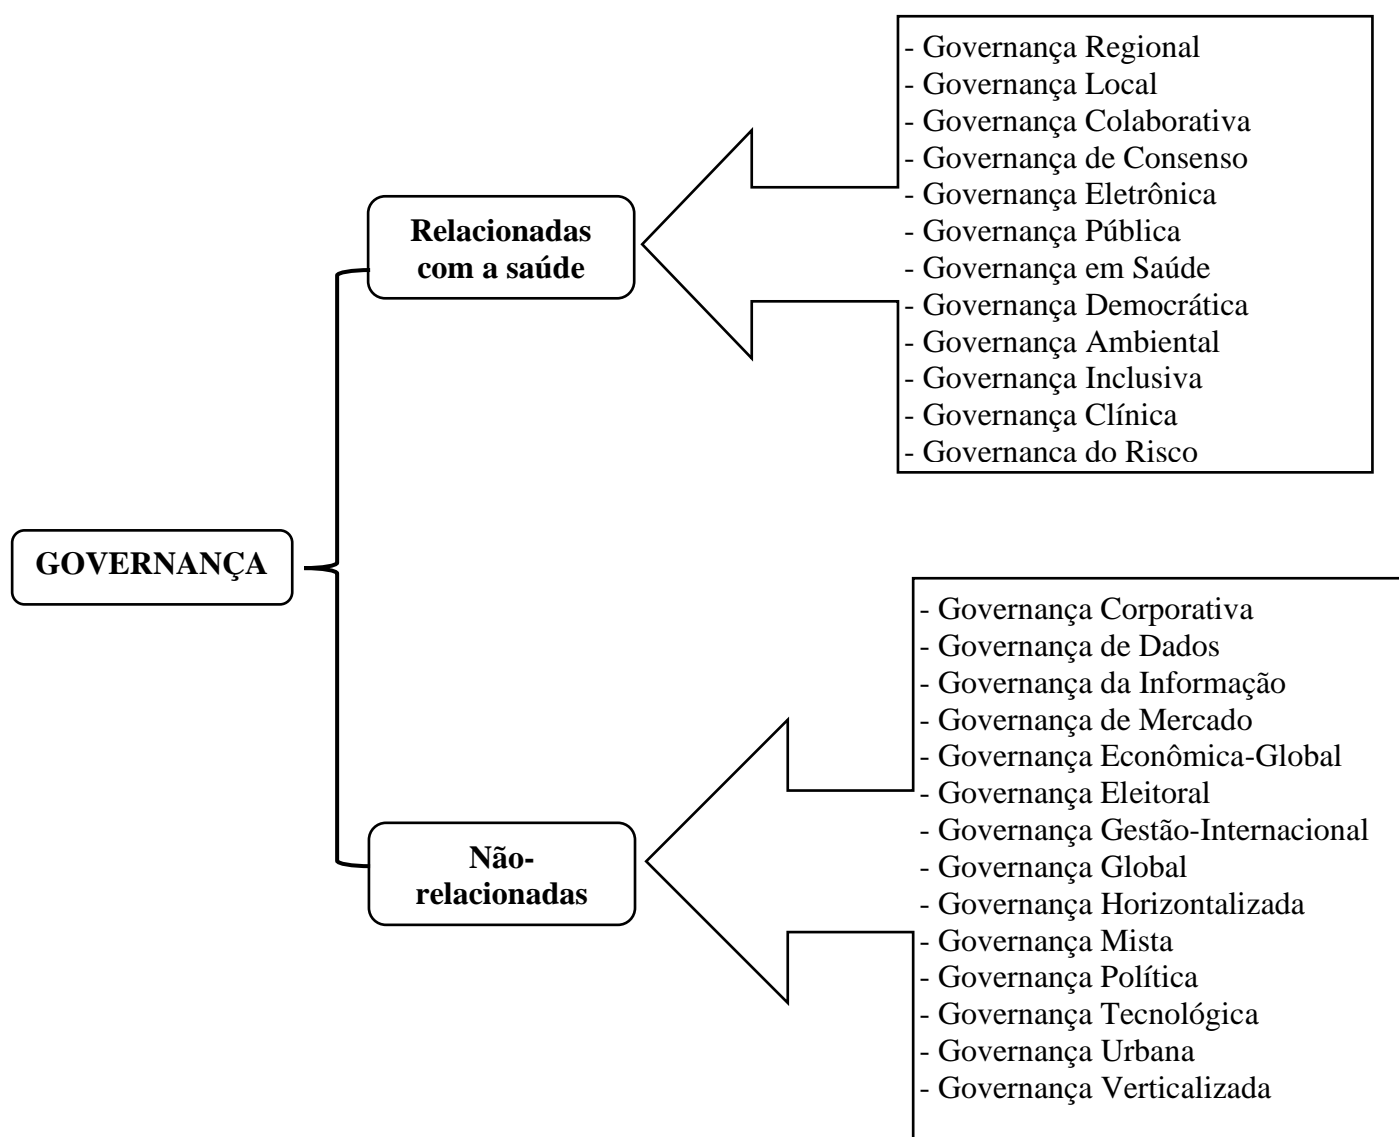 - Governança Regional
- Governança Local
- Governança Colaborativa
- Governança de Consenso
- Governança Eletrônica
- Governança Pública
- Governança em Saúde
- Governança Democrática
- Governança Ambiental
- Governança Inclusiva
- Governança Clínica
- Governanca do Risco
Relacionadas
com a saúde
GOVERNANÇA
- Governança Corporativa
- Governança de Dados
- Governança da Informação
- Governança de Mercado
- Governança Econômica-Global
- Governança Eleitoral
- Governança Gestão-Internacional
- Governança Global
- Governança Horizontalizada
- Governança Mista
- Governança Política
- Governança Tecnológica
- Governança Urbana
- Governança Verticalizada
Não-
relacionadas